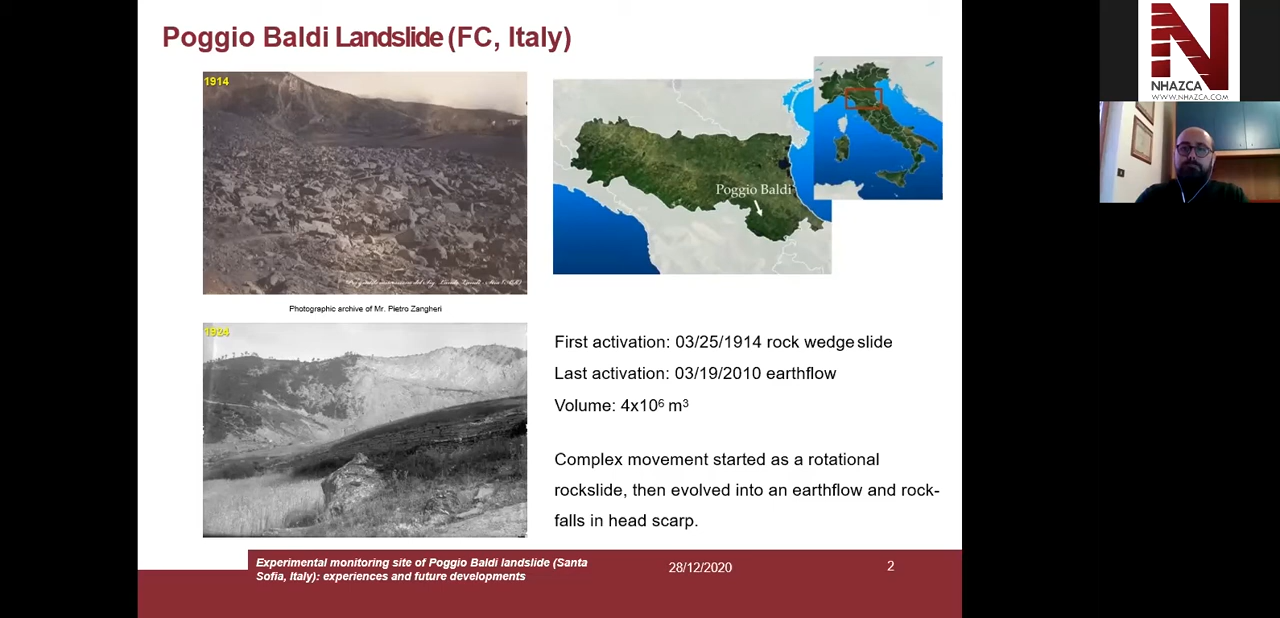 Poggio Baldi Landslide (FC, Italy)
1914
Photographic archive of Mr. Pietro Zangheri
1924
Poggio Baldi
First activation: 03/25/1914 rock wedge slide
Last activation: 03/19/2010 earthflow
Volume: 4x10⁶ m³
Complex movement started as a rotational
rockslide, then evolved into an earthflow and rock-
falls in head scarp.
Experimental monitoring site of Poggio Baldi landslide (Santa
Sofia, Italy): experiences and future developments
28/12/2020
2
NHAZCA
WWW.NHAZCA.COM